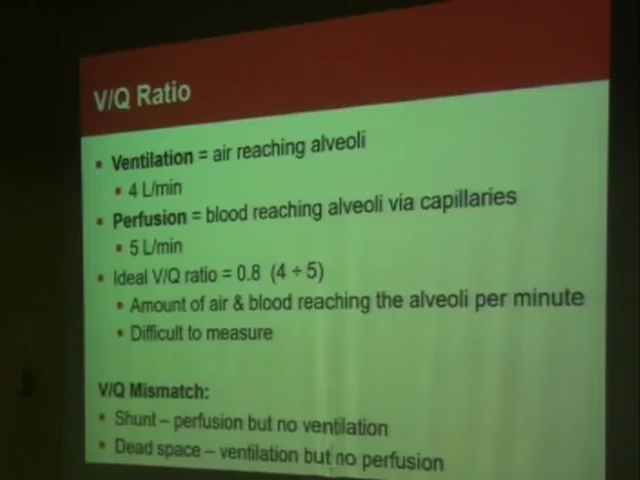 V/Q Ratio
• Ventilation = air reaching alveoli
• 4 L/min
• Perfusion = blood reaching alveoli via capillaries
• 5 L/min
• Ideal V/Q ratio = 0.8 (4 ÷ 5)
• Amount of air & blood reaching the alveoli per minute
• Difficult to measure
V/Q Mismatch:
• Shunt – perfusion but no ventilation
• Dead space – ventilation but no perfusion